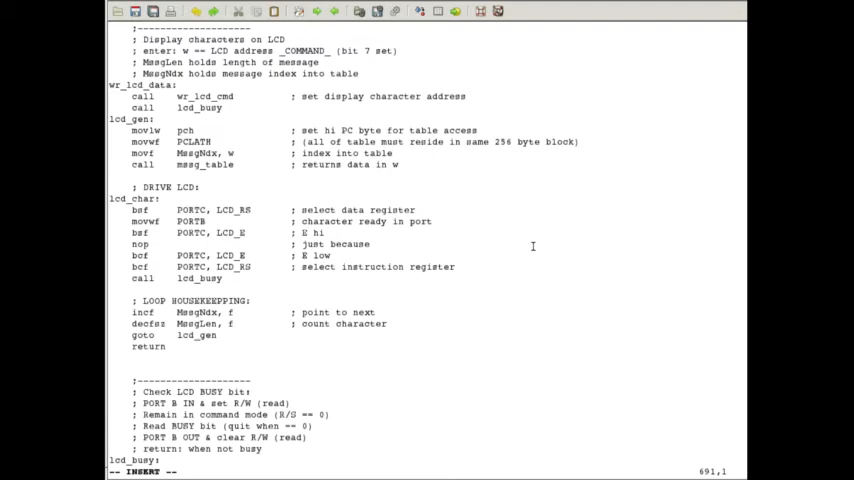 ;--------------------
; Display characters on LCD
; enter: w == LCD address _COMMAND_ (bit 7 set)
; MssgLen holds length of message
; MssgNdx holds message index into table
wr_lcd_data:
call wr_lcd_cmd ; set display character address
call lcd_busy
lcd_gen:
movlw pch ; set hi PC byte for table access
movwf PCLATH ; (all of table must reside in same 256 byte block)
movf MssgNdx, w ; index into table
call mssg_table ; returns data in w
; DRIVE LCD:
lcd_char:
bsf PORTC, LCD_RS ; select data register
movwf PORTB ; character ready in port
bsf PORTC, LCD_E ; E hi
nop ; just because
bcf PORTC, LCD_E ; E low
bcf PORTC, LCD_RS ; select instruction register
call lcd_busy
; LOOP HOUSEKEEPPING:
incf MssgNdx, f ; point to next
decfsz MssgLen, f ; count character
goto lcd_gen
return
;--------------------
; Check LCD BUSY bit:
; PORT B IN & set R/W (read)
; Remain in command mode (R/S == 0)
; Read BUSY bit (quit when == 0)
; PORT B OUT & clear R/W (read)
; return: when not busy
lcd_busy:
-- INSERT -- 691,1